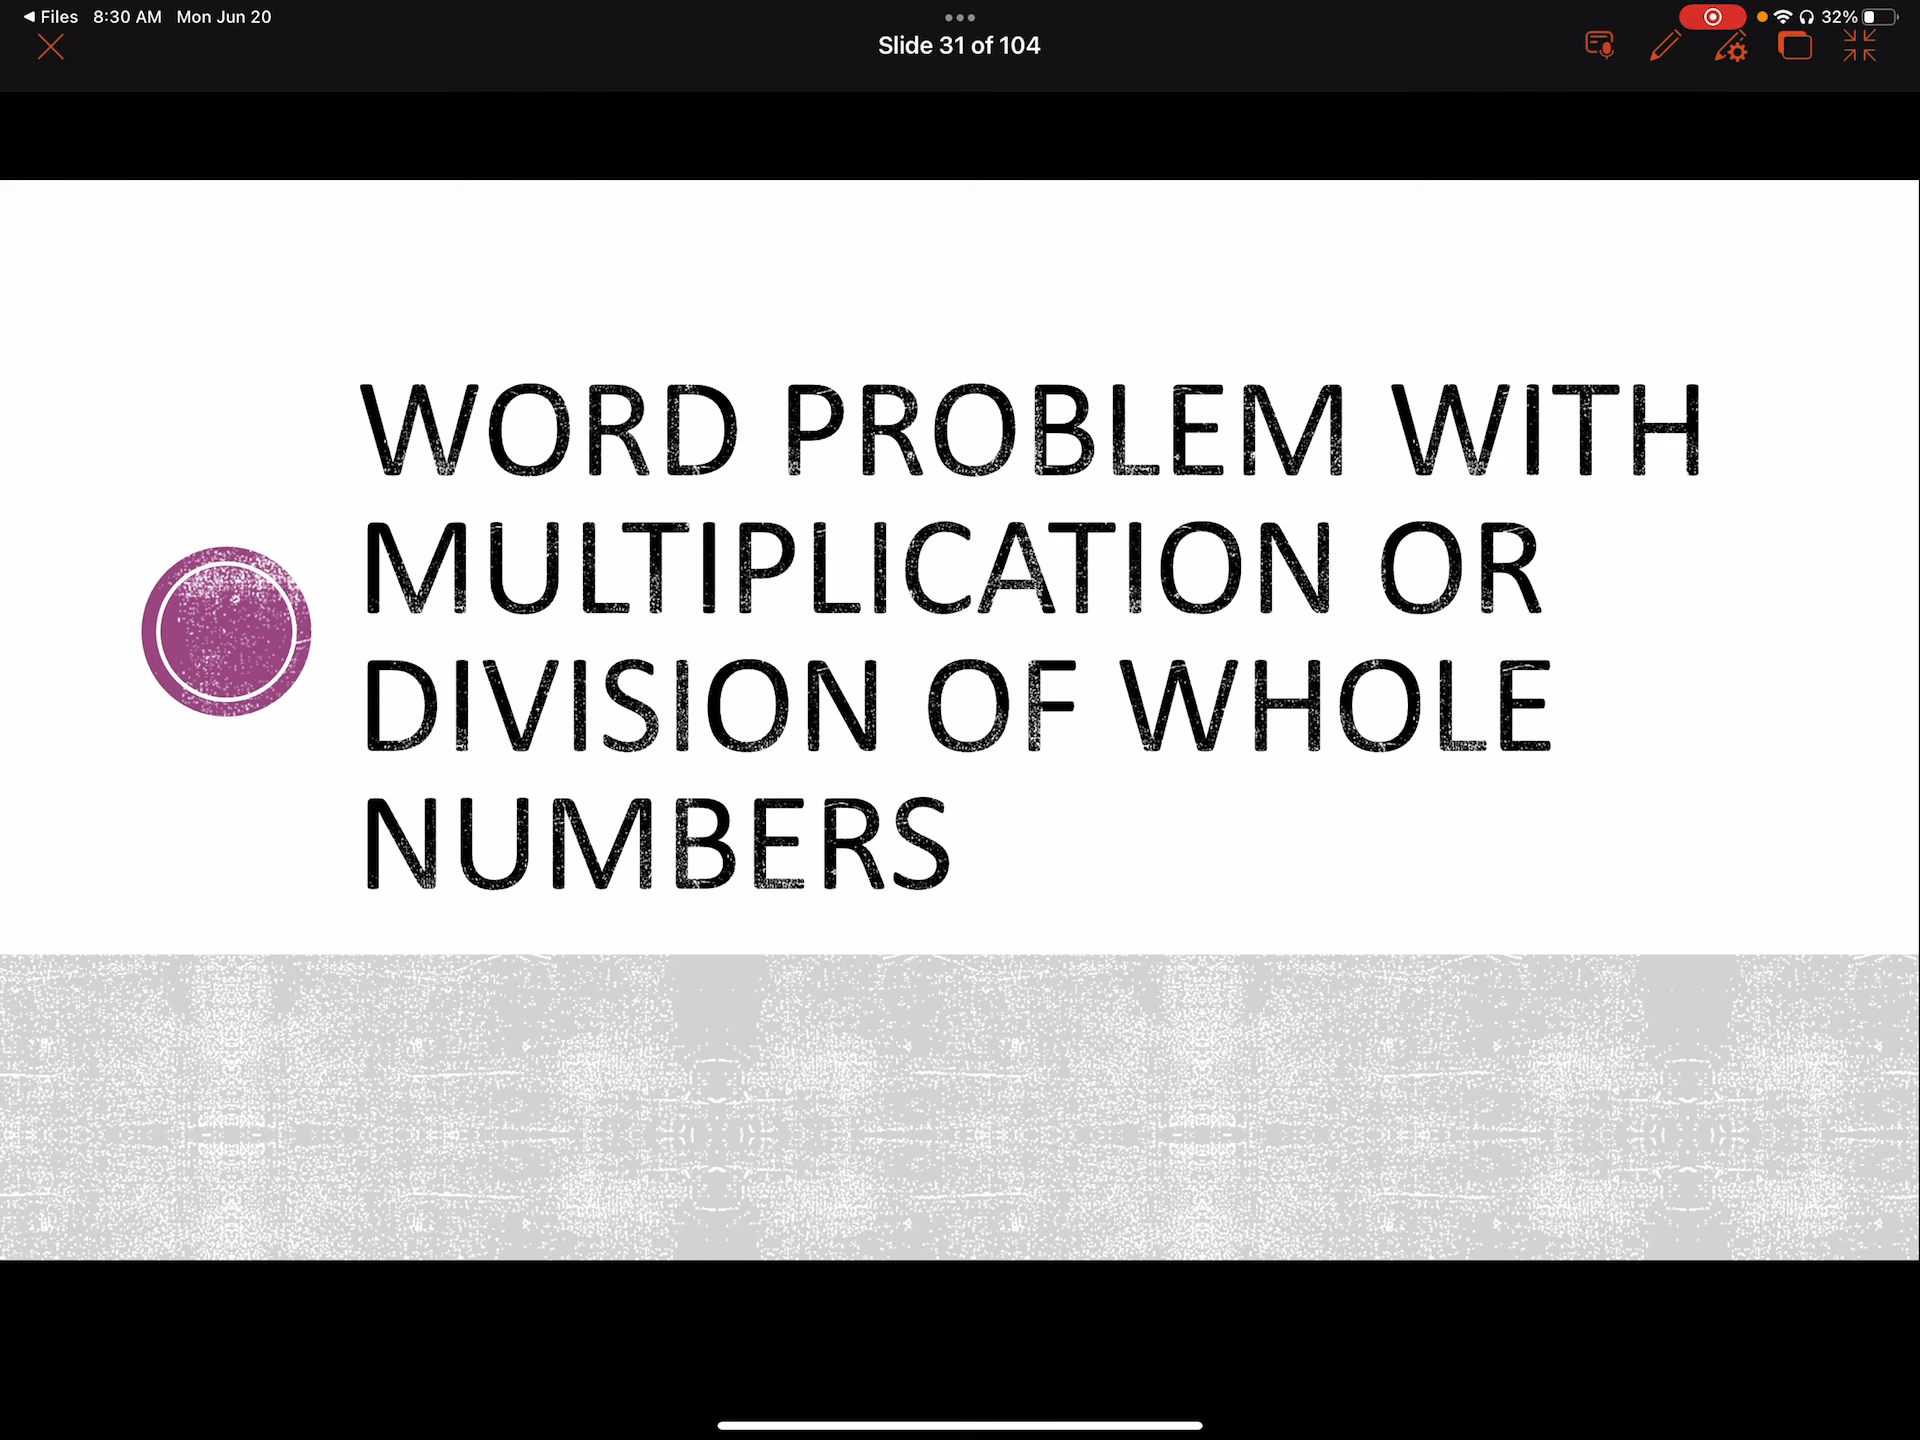 ◀ Files 8:30 AM Mon Jun 20 32%
Slide 31 of 104
WORD PROBLEM WITH
MULTIPLICATION OR
DIVISION OF WHOLE
NUMBERS